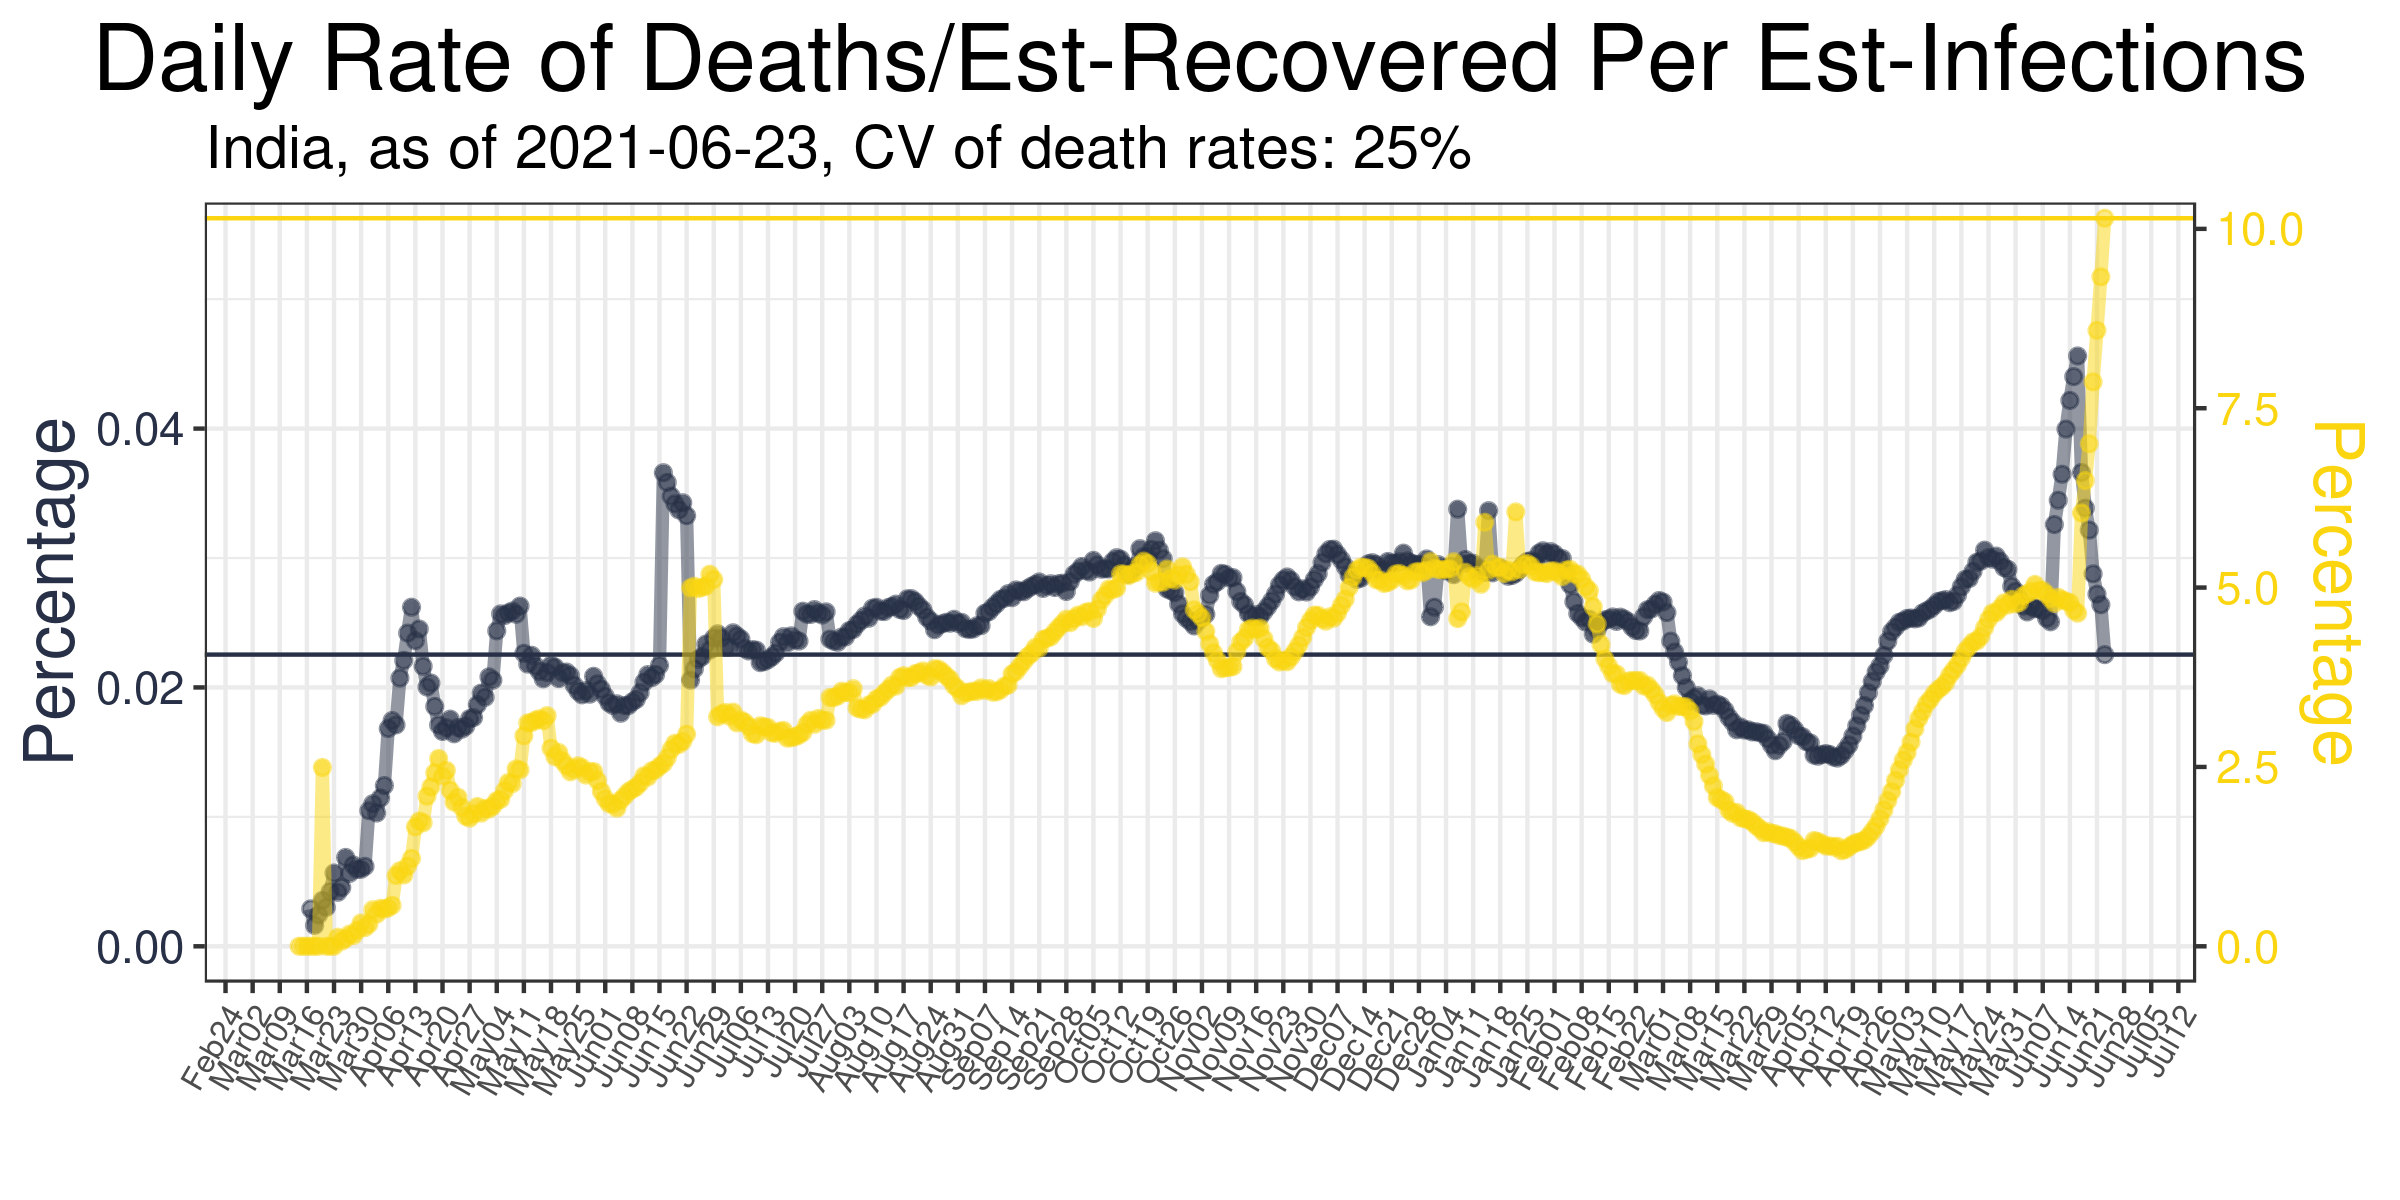 Daily Rate of Deaths/Est-Recovered Per Est-Infections
India, as of 2021-06-23, CV of death rates: 25%
Percentage
0.04
0.02
0.00
10.0
7.5
5.0
2.5
0.0
Percentage
Feb24
Mar02
Mar09
Mar16
Mar23
Mar30
Apr06
Apr13
Apr20
Apr27
May04
May11
May18
May25
Jun01
Jun08
Jun15
Jun22
Jun29
Jul06
Jul13
Jul20
Jul27
Aug03
Aug10
Aug17
Aug24
Aug31
Sep07
Sep14
Sep21
Sep28
Oct05
Oct12
Oct19
Oct26
Nov02
Nov09
Nov16
Nov23
Nov30
Dec07
Dec14
Dec21
Dec28
Jan04
Jan11
Jan18
Jan25
Feb01
Feb08
Feb15
Feb22
Mar01
Mar08
Mar15
Mar22
Mar29
Apr05
Apr12
Apr19
Apr26
May03
May10
May17
May24
May31
Jun07
Jun14
Jun21
Jun28
Jul05
Jul12